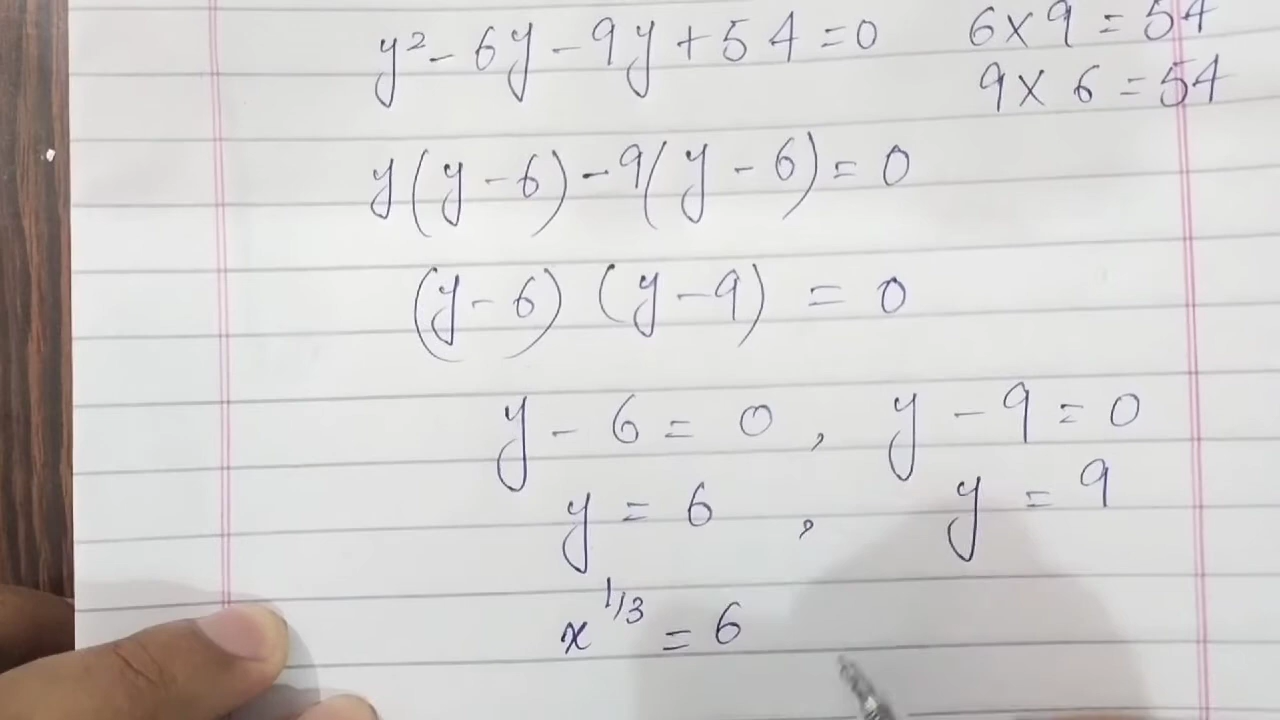 y² - 6y - 9y + 54 = 0
6 × 9 = 54
9 × 6 = 54
y(y - 6) - 9(y - 6) = 0
(y - 6) (y - 9) = 0
y - 6 = 0 , y - 9 = 0
y = 6 , y = 9
x^1/3 = 6